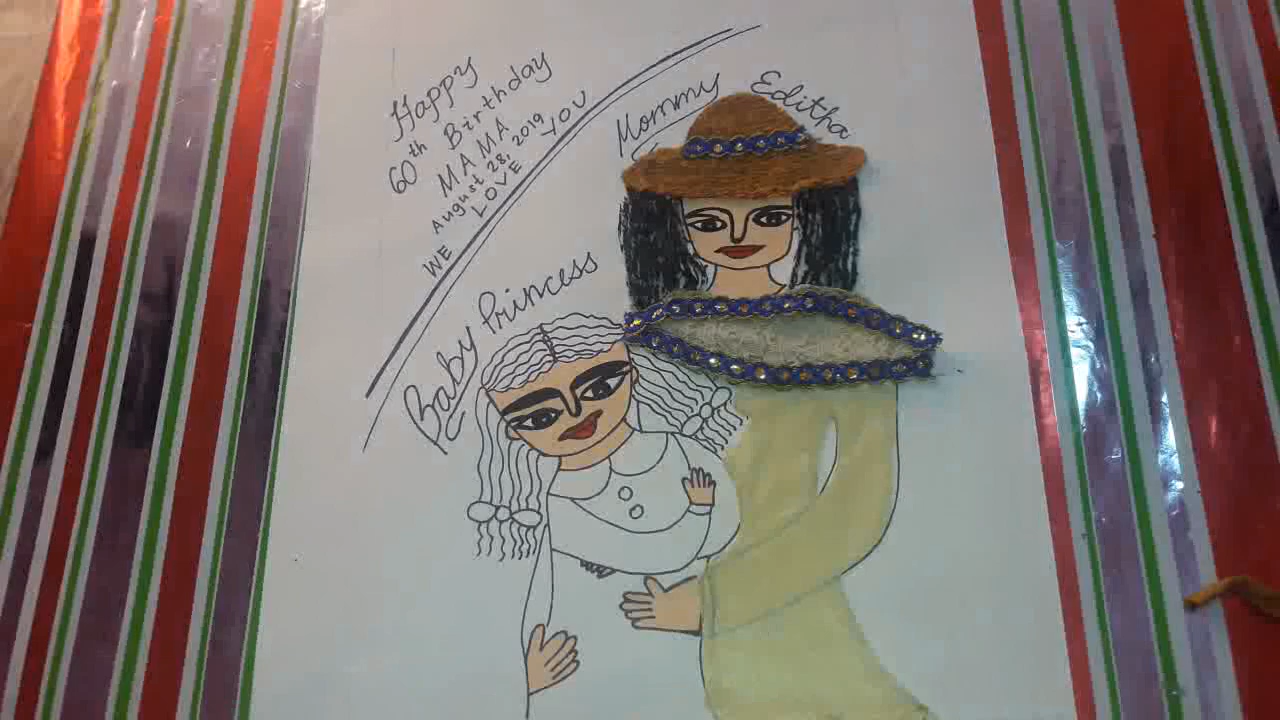 Happy
60th Birthday
MAMA
August 28, 2019
WE LOVE YOU
Mommy Editha
Baby Princess